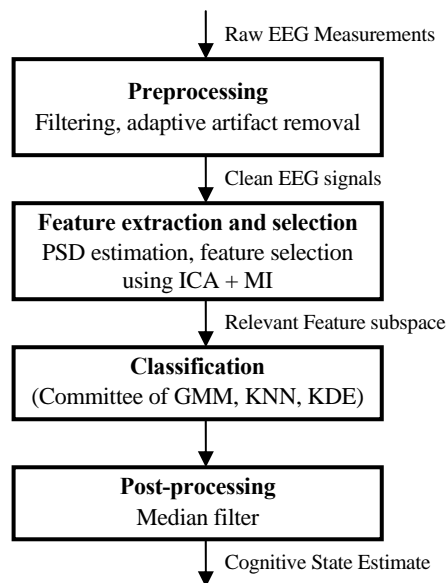 Raw EEG Measurements
Preprocessing
Filtering, adaptive artifact removal
Clean EEG signals
Feature extraction and selection
PSD estimation, feature selection
using ICA + MI
Relevant Feature subspace
Classification
(Committee of GMM, KNN, KDE)
Post-processing
Median filter
Cognitive State Estimate